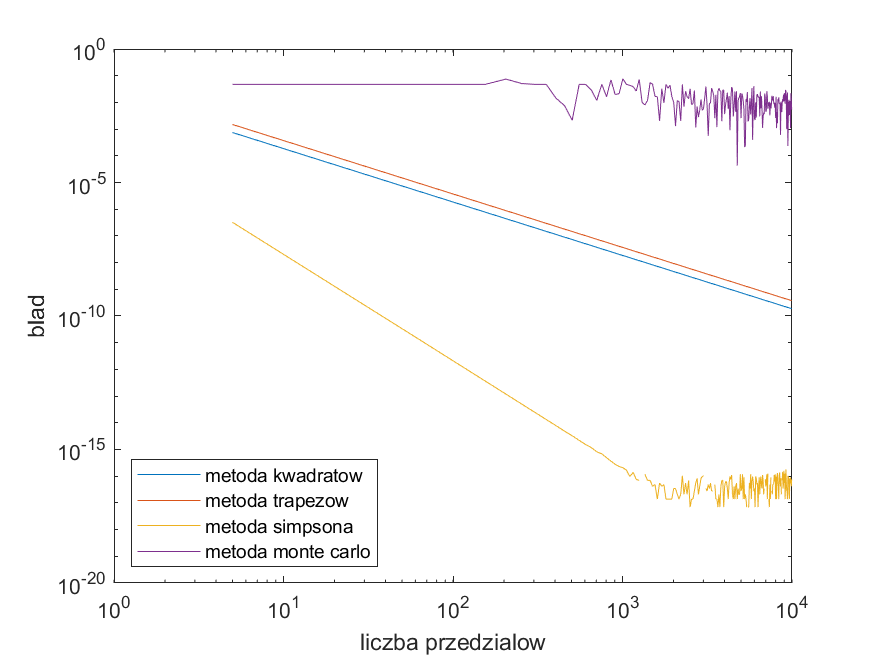 10^0
10^-5
10^-10
10^-15
10^-20
blad
metoda kwadratow
metoda trapezow
metoda simpsona
metoda monte carlo
10^0 10^1 10^2 10^3 10^4
liczba przedzialow